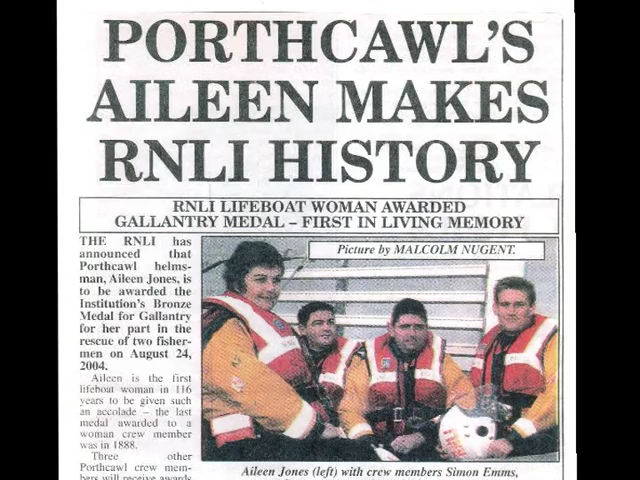 PORTHCAWL'S
AILEEN MAKES
RNLI HISTORY
RNLI LIFEBOAT WOMAN AWARDED
GALLANTRY MEDAL – FIRST IN LIVING MEMORY
THE RNLI has
announced that
Porthcawl helms-
man, Aileen Jones, is
to be awarded the
Institution's Bronze
Medal for Gallantry
for her part in the
rescue of two fisher-
men on August 24,
2004.
Aileen is the first
lifeboat woman in 116
years to be given such
an accolade – the last
medal awarded to a
woman crew member
was in 1888.
Three other
Porthcawl crew mem-
bers will receive awards
Picture by MALCOLM NUGENT.
Aileen Jones (left) with crew members Simon Emms,